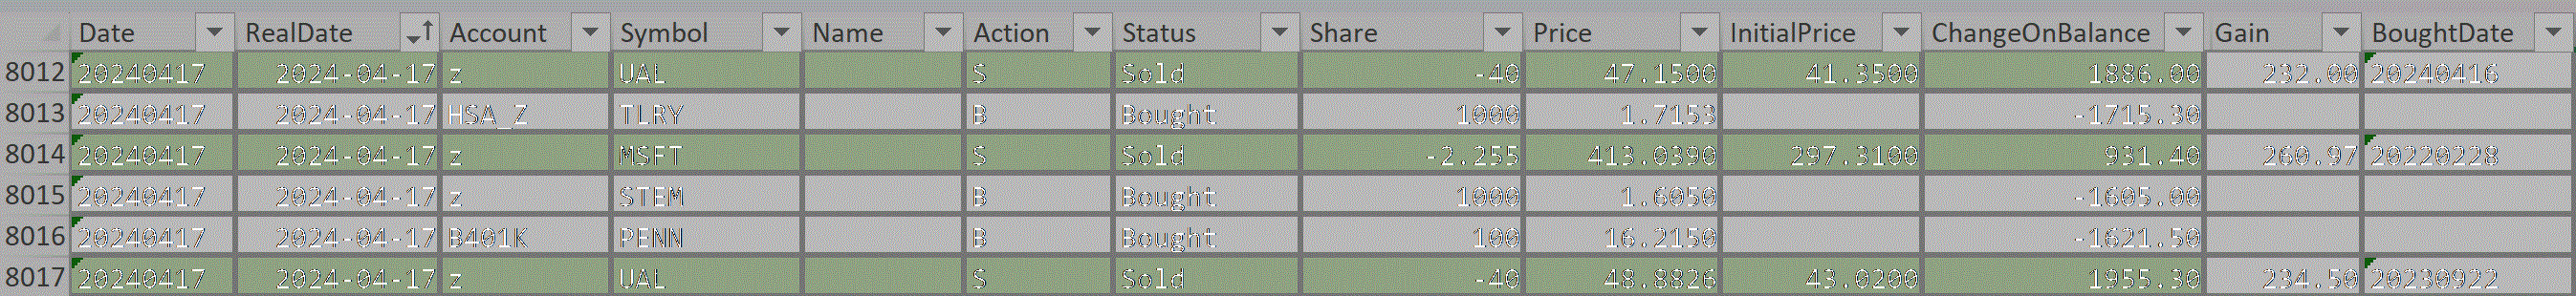 Date RealDate Account Symbol Name Action Status Share Price InitialPrice ChangeOnBalance Gain BoughtDate
8012 20240417 2024-04-17 z UAL S Sold -40 47.1500 41.3500 1886.00 232.00 20240416
8013 20240417 2024-04-17 HSA_Z TLRY B Bought 1000 1.7153 -1715.30
8014 20240417 2024-04-17 z MSFT S Sold -2.255 413.0390 297.3100 931.40 260.97 20220228
8015 20240417 2024-04-17 z STEM B Bought 1000 1.6050 -1605.00
8016 20240417 2024-04-17 B401K PENN B Bought 100 16.2150 -1621.50
8017 20240417 2024-04-17 z UAL S Sold -40 48.8826 43.0200 1955.30 234.50 20230922